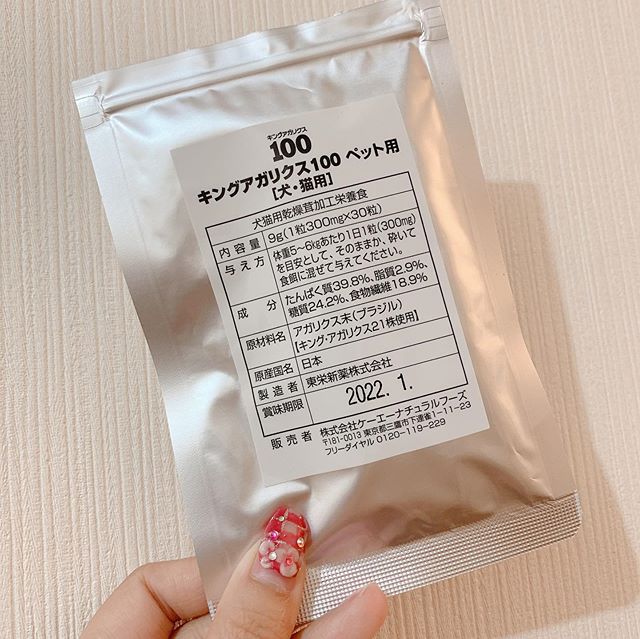 キングアガリクス
100
キングアガリクス100 ペット用
[犬・猫用]
犬猫用乾燥茸加工栄養食
内容量 9g(1粒300mg×30粒)
与え方 体重5~6kgあたり1日1粒(300mg)
を目安として、そのままか、砕いて
食餌に混ぜて与えてください。
成分 たんぱく質39.8%、脂質2.9%、
糖質24.2%、食物繊維18.9%
原材料名 アガリクス末(ブラジル)
【キング・アガリクス21株使用】
原産国名 日本
製造者 東栄新薬株式会社
賞味期限 2022. 1.
販売者 株式会社ケーエーナチュラルフーズ
〒181-0013 東京都三鷹市下連雀1-11-23
フリーダイヤル 0120-119-229